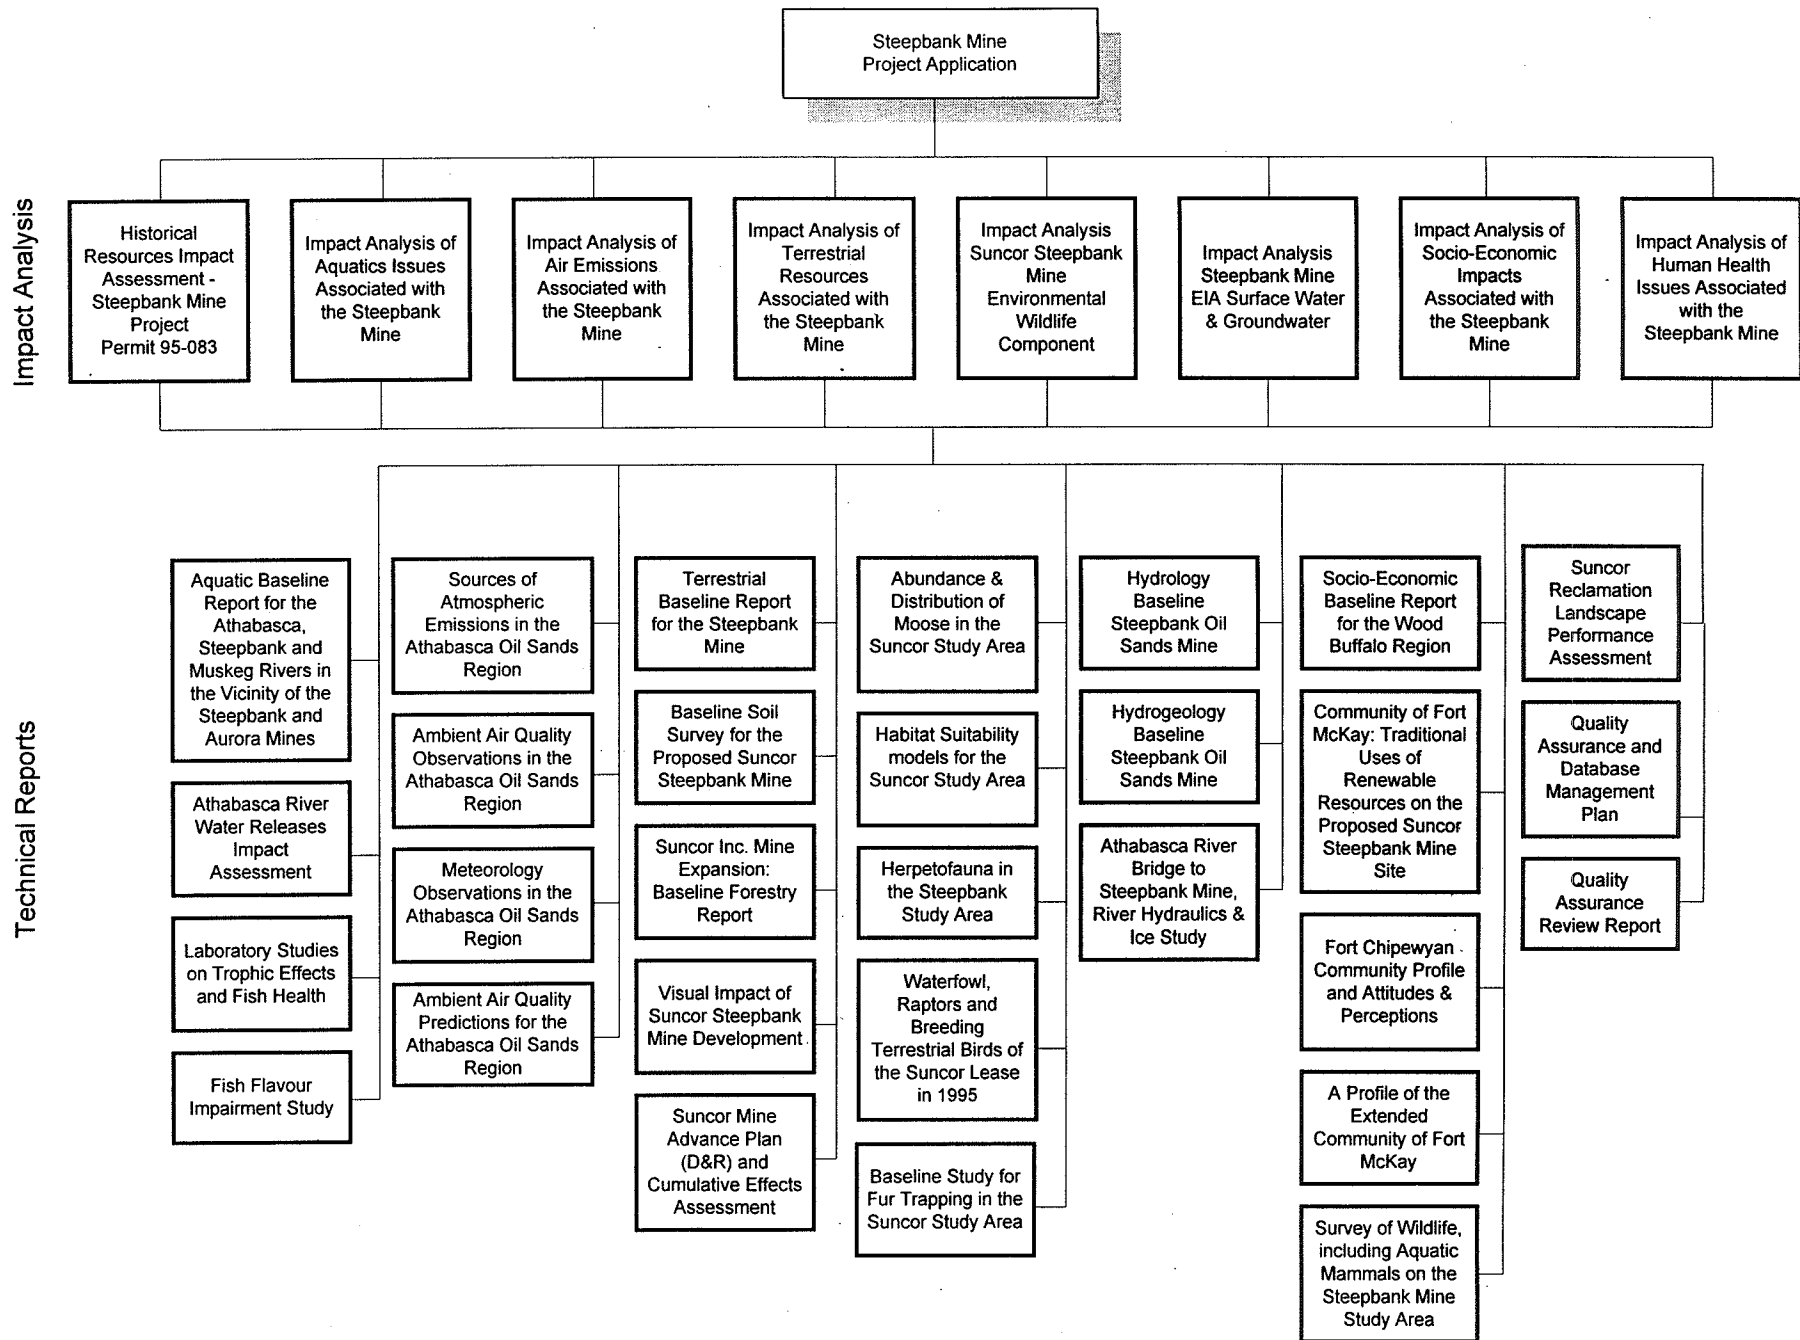 Steepbank Mine
Project Application
Impact Analysis
Historical
Resources Impact
Assessment -
Steepbank Mine
Project
Permit 95-083
Impact Analysis of
Aquatics Issues
Associated with
the Steepbank
Mine
Impact Analysis of
Air Emissions
Associated with
the Steepbank
Mine
Impact Analysis of
Terrestrial
Resources
Associated with
the Steepbank
Mine
Impact Analysis
Suncor Steepbank
Mine
Environmental
Wildlife
Component
Impact Analysis
Steepbank Mine
EIA Surface Water
& Groundwater
Impact Analysis of
Socio-Economic
Impacts
Associated with
the Steepbank
Mine
Impact Analysis of
Human Health
Issues Associated
with the
Steepbank Mine
Technical Reports
Aquatic Baseline
Report for the
Athabasca,
Steepbank and
Muskeg Rivers in
the Vicinity of the
Steepbank and
Aurora Mines
Athabasca River
Water Releases
Impact
Assessment
Laboratory Studies
on Trophic Effects
and Fish Health
Fish Flavour
Impairment Study
Sources of
Atmospheric
Emissions in the
Athabasca Oil Sands
Region
Ambient Air Quality
Observations in the
Athabasca Oil Sands
Region
Meteorology
Observations in the
Athabasca Oil Sands
Region
Ambient Air Quality
Predictions for the
Athabasca Oil Sands
Region
Terrestrial
Baseline Report
for the Steepbank
Mine
Baseline Soil
Survey for the
Proposed Suncor
Steepbank Mine
Suncor Inc. Mine
Expansion:
Baseline Forestry
Report
Visual Impact of
Suncor Steepbank
Mine Development
Suncor Mine
Advance Plan
(D&R) and
Cumulative Effects
Assessment
Abundance &
Distribution of
Moose in the
Suncor Study Area
Habitat Suitability
models for the
Suncor Study Area
Herpetofauna in
the Steepbank
Study Area
Waterfowl,
Raptors and
Breeding
Terrestrial Birds of
the Suncor Lease
in 1995
Baseline Study for
Fur Trapping in the
Suncor Study Area
Hydrology
Baseline
Steepbank Oil
Sands Mine
Hydrogeology
Baseline
Steepbank Oil
Sands Mine
Athabasca River
Bridge to
Steepbank Mine,
River Hydraulics &
Ice Study
Socio-Economic
Baseline Report
for the Wood
Buffalo Region
Community of Fort
McKay: Traditional
Uses of
Renewable
Resources on the
Proposed Suncor
Steepbank Mine
Site
Fort Chipewyan
Community Profile
and Attitudes &
Perceptions
A Profile of the
Extended
Community of Fort
McKay
Survey of Wildlife,
including Aquatic
Mammals on the
Steepbank Mine
Study Area
Suncor
Reclamation
Landscape
Performance
Assessment
Quality
Assurance and
Database
Management
Plan
Quality
Assurance
Review Report